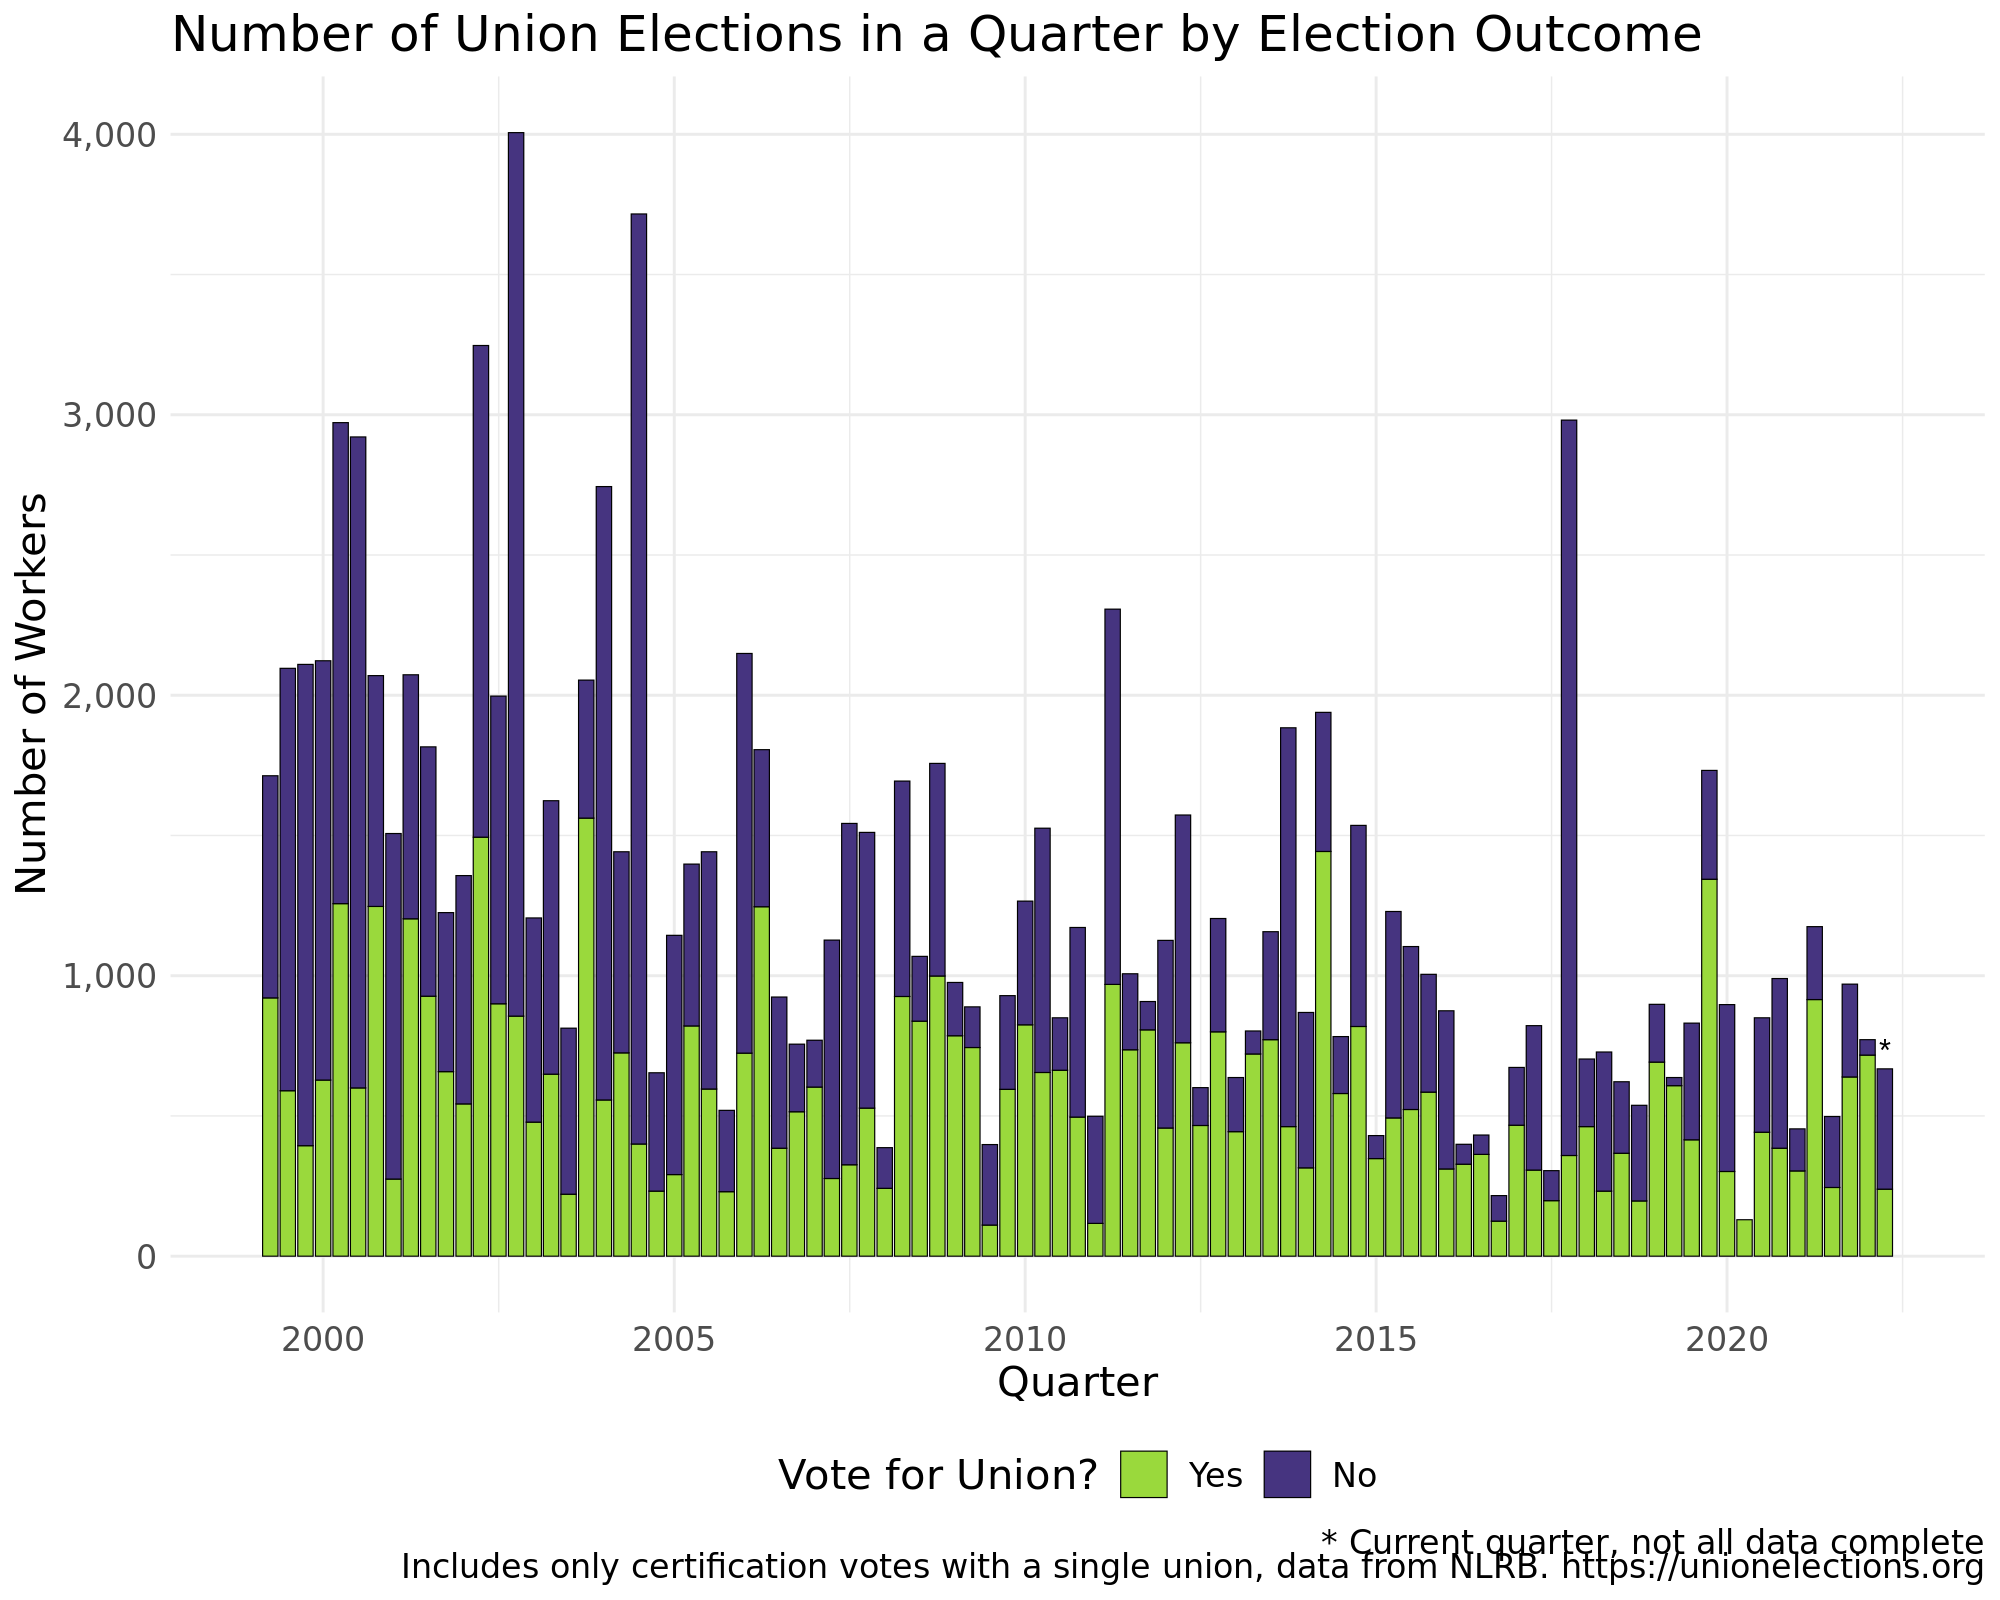 Number of Union Elections in a Quarter by Election Outcome
Number of Workers
4,000
3,000
2,000
1,000
0
*
2000 2005 2010 2015 2020
Quarter
Vote for Union? Yes No
* Current quarter, not all data complete
Includes only certification votes with a single union, data from NLRB. https://unionelections.org